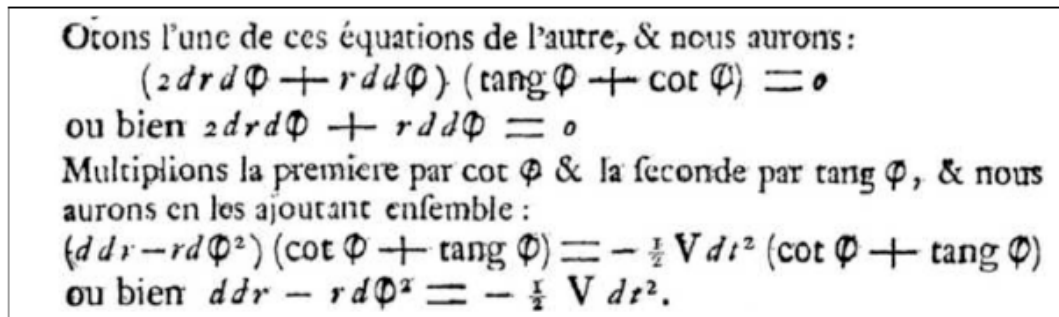 Otons l'une de ces équations de l'autre, & nous aurons:
(2drdφ + rddφ) (tang φ + cot φ) = 0
ou bien 2drdφ + rddφ = 0
Multiplions la premiere par cot φ & la ſeconde par tang φ, & nous
aurons en les ajoutant enſemble :
(ddr — rdφ²) (cot φ + tang φ) = — ½ V dt² (cot φ + tang φ)
ou bien ddr — rdφ² = — ½ V dt².